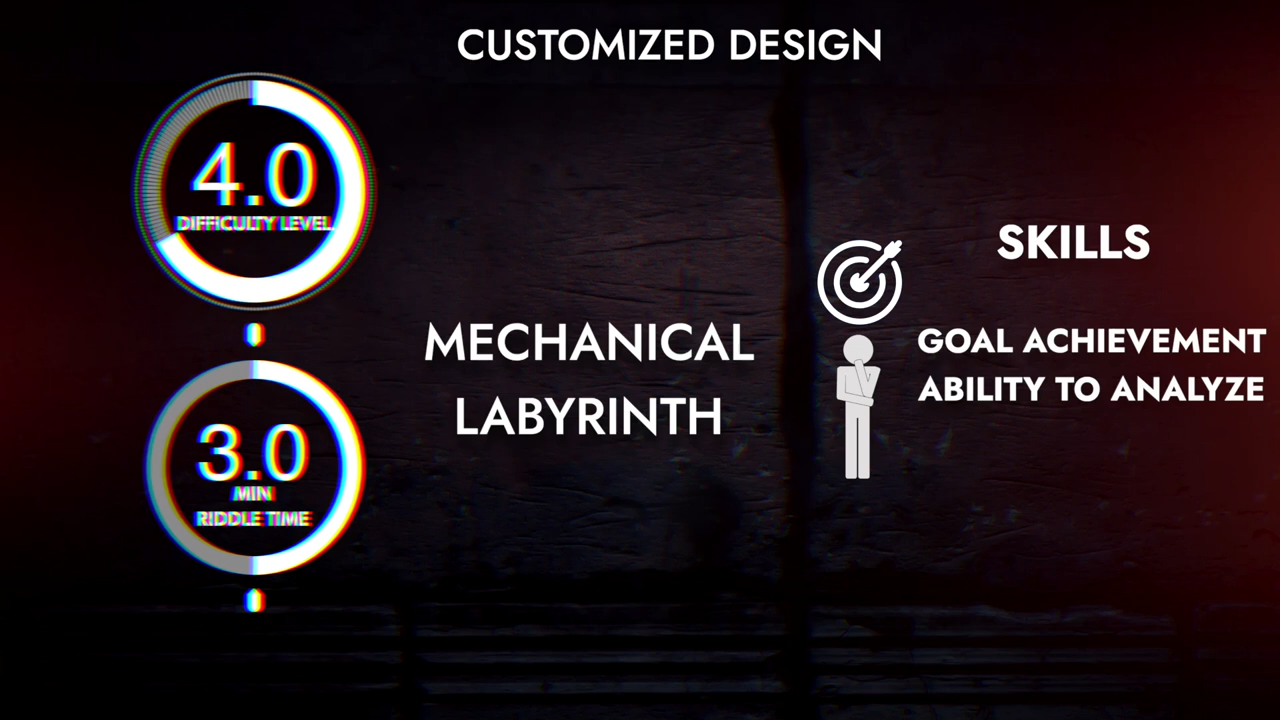 CUSTOMIZED DESIGN
4.0
DIFFICULTY LEVEL
3.0
MIN
RIDDLE TIME
MECHANICAL
LABYRINTH
SKILLS
GOAL ACHIEVEMENT
ABILITY TO ANALYZE